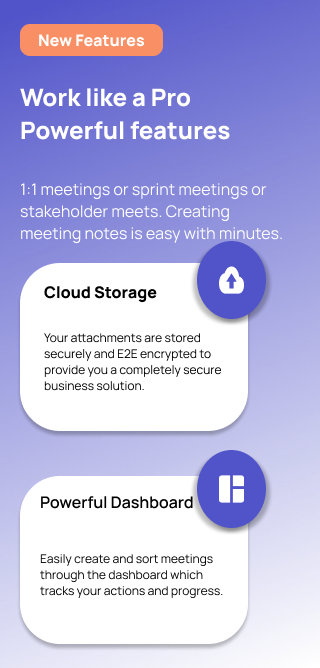 New Features
Work like a Pro
Powerful features
1:1 meetings or sprint meetings or
stakeholder meets. Creating
meeting notes is easy with minutes.
Cloud Storage
Your attachments are stored
securely and E2E encrypted to
provide you a completely secure
business solution.
Powerful Dashboard
Easily create and sort meetings
through the dashboard which
tracks your actions and progress.